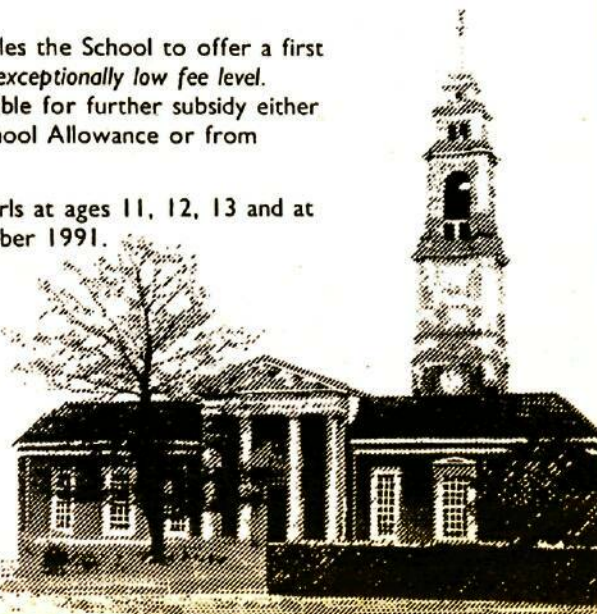 les the School to offer a first
exceptionally low fee level.
ble for further subsidy either
hool Allowance or from
rls at ages 11, 12, 13 and at
ber 1991.